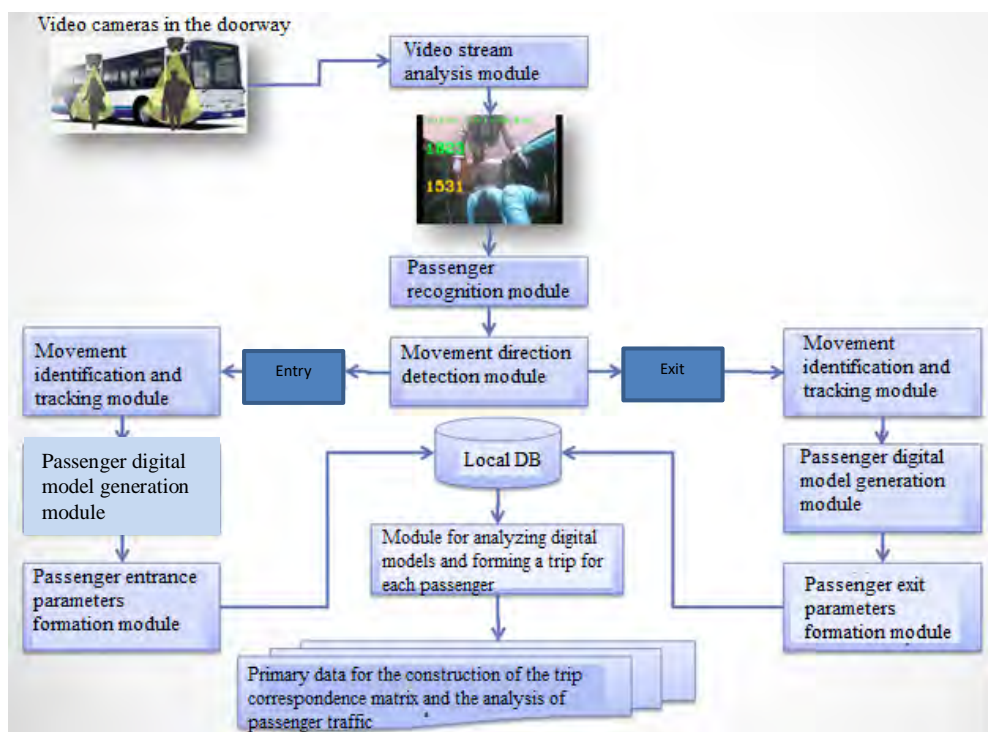 Video cameras in the doorway
Video stream
analysis module
1531
Passenger
recognition module
Movement
identification and
tracking module
Entry
Movement direction
detection module
Exit
Movement
identification and
tracking module
Passenger digital
model generation
module
Local DB
Passenger digital
model generation
module
Module for analyzing digital
models and forming a trip for
each passenger
Passenger entrance
parameters
formation module
Passenger exit
parameters
formation module
Primary data for the construction of the trip
correspondence matrix and the analysis of
passenger traffic